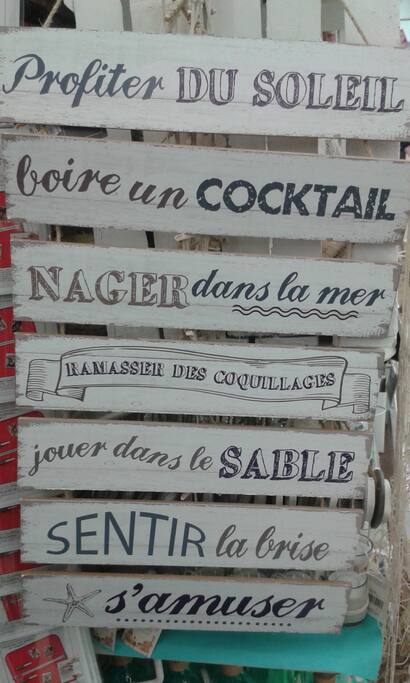 Profiter DU SOLEIL
boire un COCKTAIL
NAGER dans la mer
RAMASSER DES COQUILLAGES
jouer dans le SABLE
SENTIR la brise
s'amuser